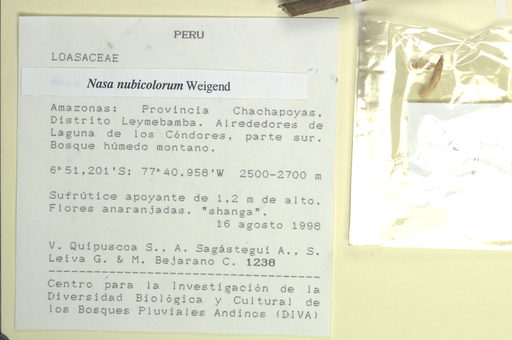 PERU
LOASACEAE
Nasa nubicolorum Weigend
Amazonas: Provincia Chachapoyas,
Distrito Leymebamba. Alrededores de
Laguna de los Cóndores, parte sur.
Bosque húmedo montano.
6°51.201'S; 77°40.958'W 2500-2700 m
Sufrútice apoyante de 1.2 m de alto.
Flores anaranjadas. "shanga".
16 agosto 1998
V. Quipuscoa S., A. Sagástegui A., S.
Leiva G. & M. Bejarano C. 1238
Centro para la Investigación de la
Diversidad Biológica y Cultural de
los Bosques Pluviales Andinos (DIVA)